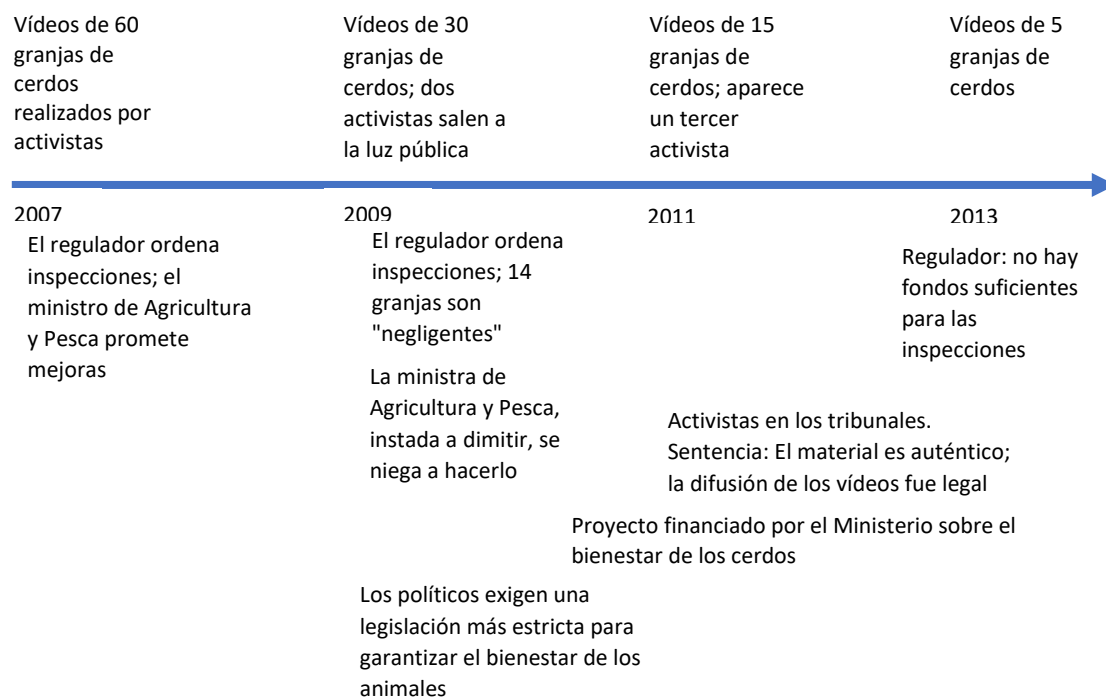 Vídeos de 60
granjas de
cerdos
realizados por
activistas
Vídeos de 30
granjas de
cerdos; dos
activistas salen a
la luz pública
Vídeos de 15
granjas de
cerdos; aparece
un tercer
activista
Vídeos de 5
granjas de
cerdos
2007
2009
2011
2013
El regulador ordena
inspecciones; el
ministro de Agricultura
y Pesca promete
mejoras
El regulador ordena
inspecciones; 14
granjas son
"negligentes"
La ministra de
Agricultura y Pesca,
instada a dimitir, se
niega a hacerlo
Regulador: no hay
fondos suficientes
para las
inspecciones
Activistas en los tribunales.
Sentencia: El material es auténtico;
la difusión de los vídeos fue legal
Proyecto financiado por el Ministerio sobre el
bienestar de los cerdos
Los políticos exigen una
legislación más estricta para
garantizar el bienestar de los
animales